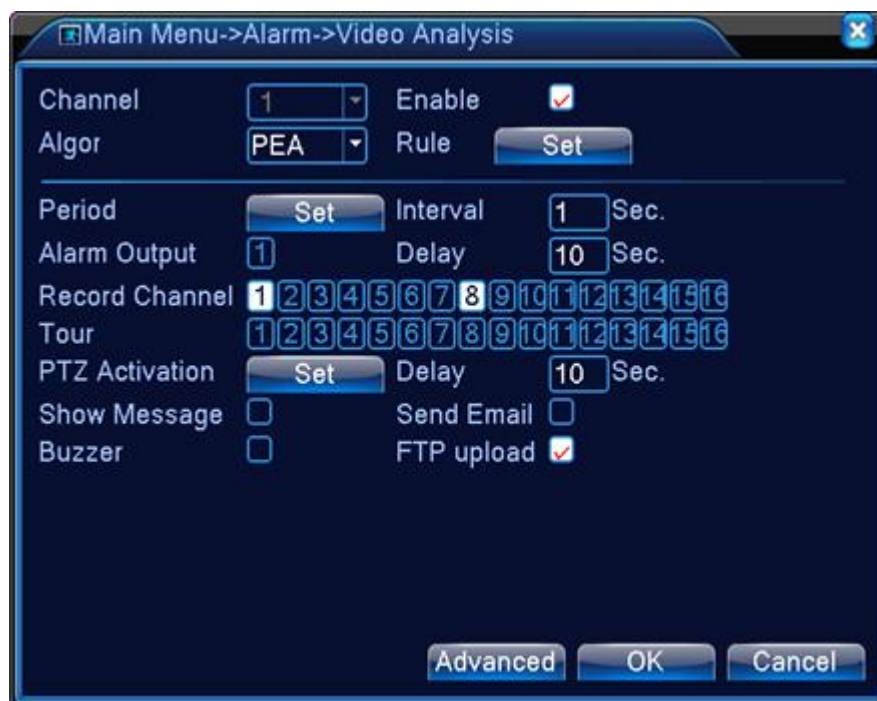 Main Menu->Alarm->Video Analysis
Channel 1 Enable
Algor PEA Rule Set
Period Set Interval 1 Sec.
Alarm Output 1 Delay 10 Sec.
Record Channel 1 2 3 4 5 6 7 8 9 10 11 12 13 14 15 16
Tour 1 2 3 4 5 6 7 8 9 10 11 12 13 14 15 16
PTZ Activation Set Delay 10 Sec.
Show Message Send Email
Buzzer FTP upload
Advanced OK Cancel